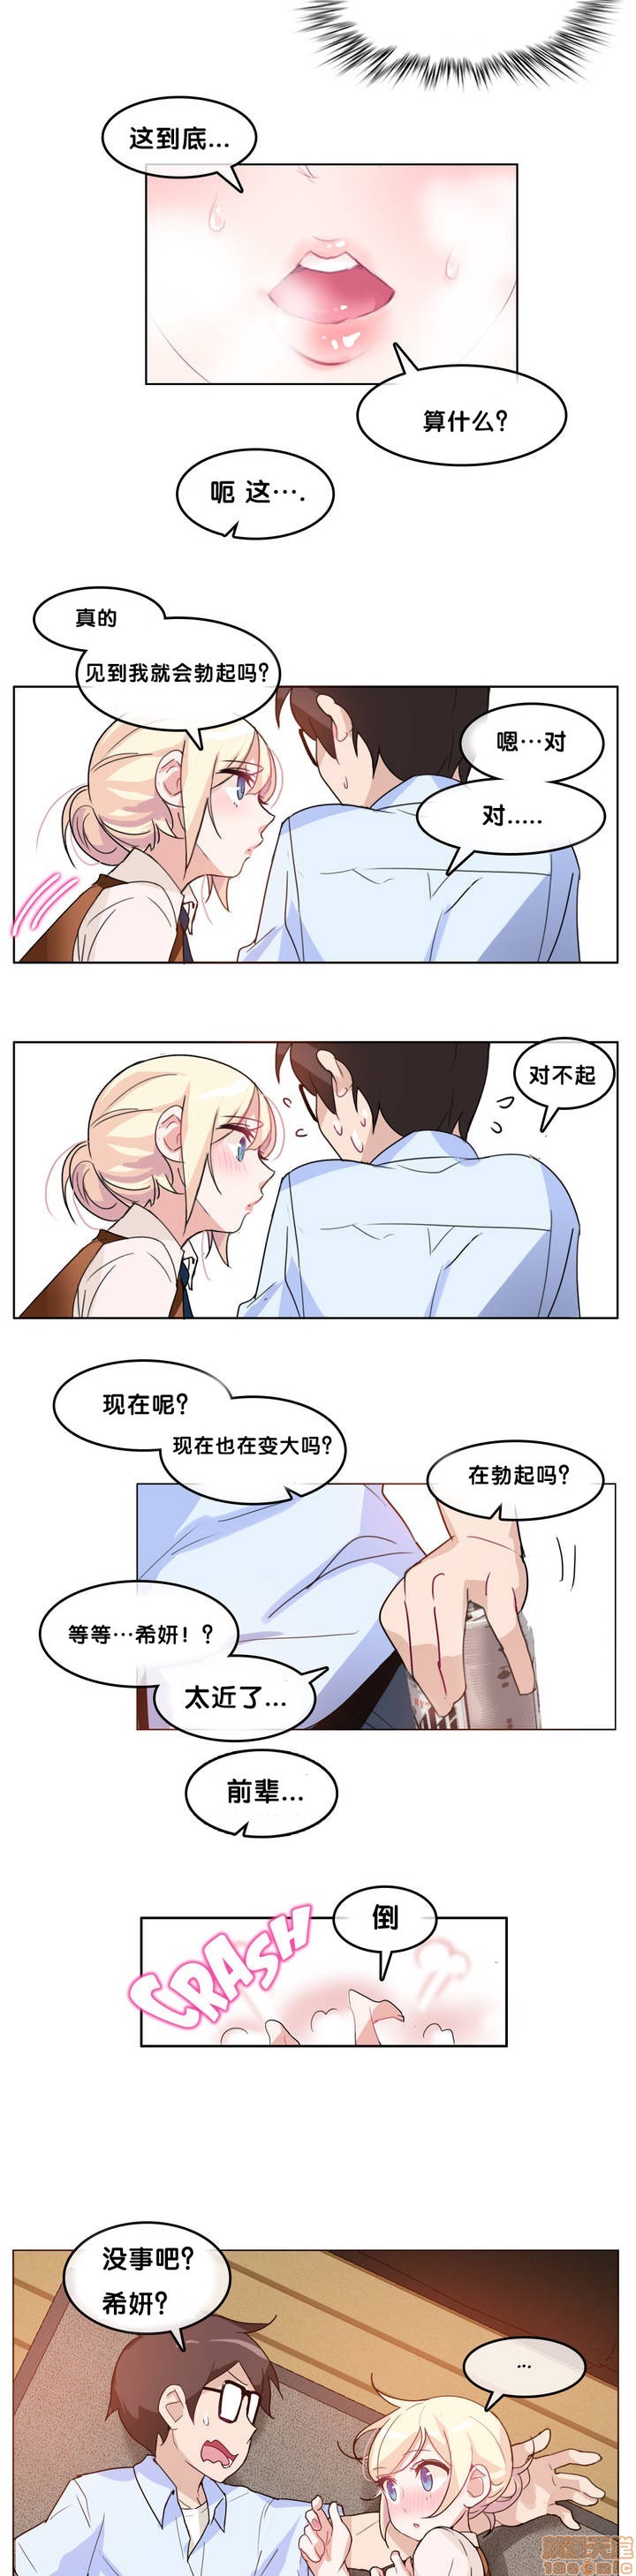 这到底...
算什么？
呃 这….
真的
见到我就会勃起吗？
嗯…对
对.....
对不起
现在呢？
现在也在变大吗？
在勃起吗？
等等…希妍！？
太近了...
前辈...
倒
CRASH
没事吧？
希妍？
...